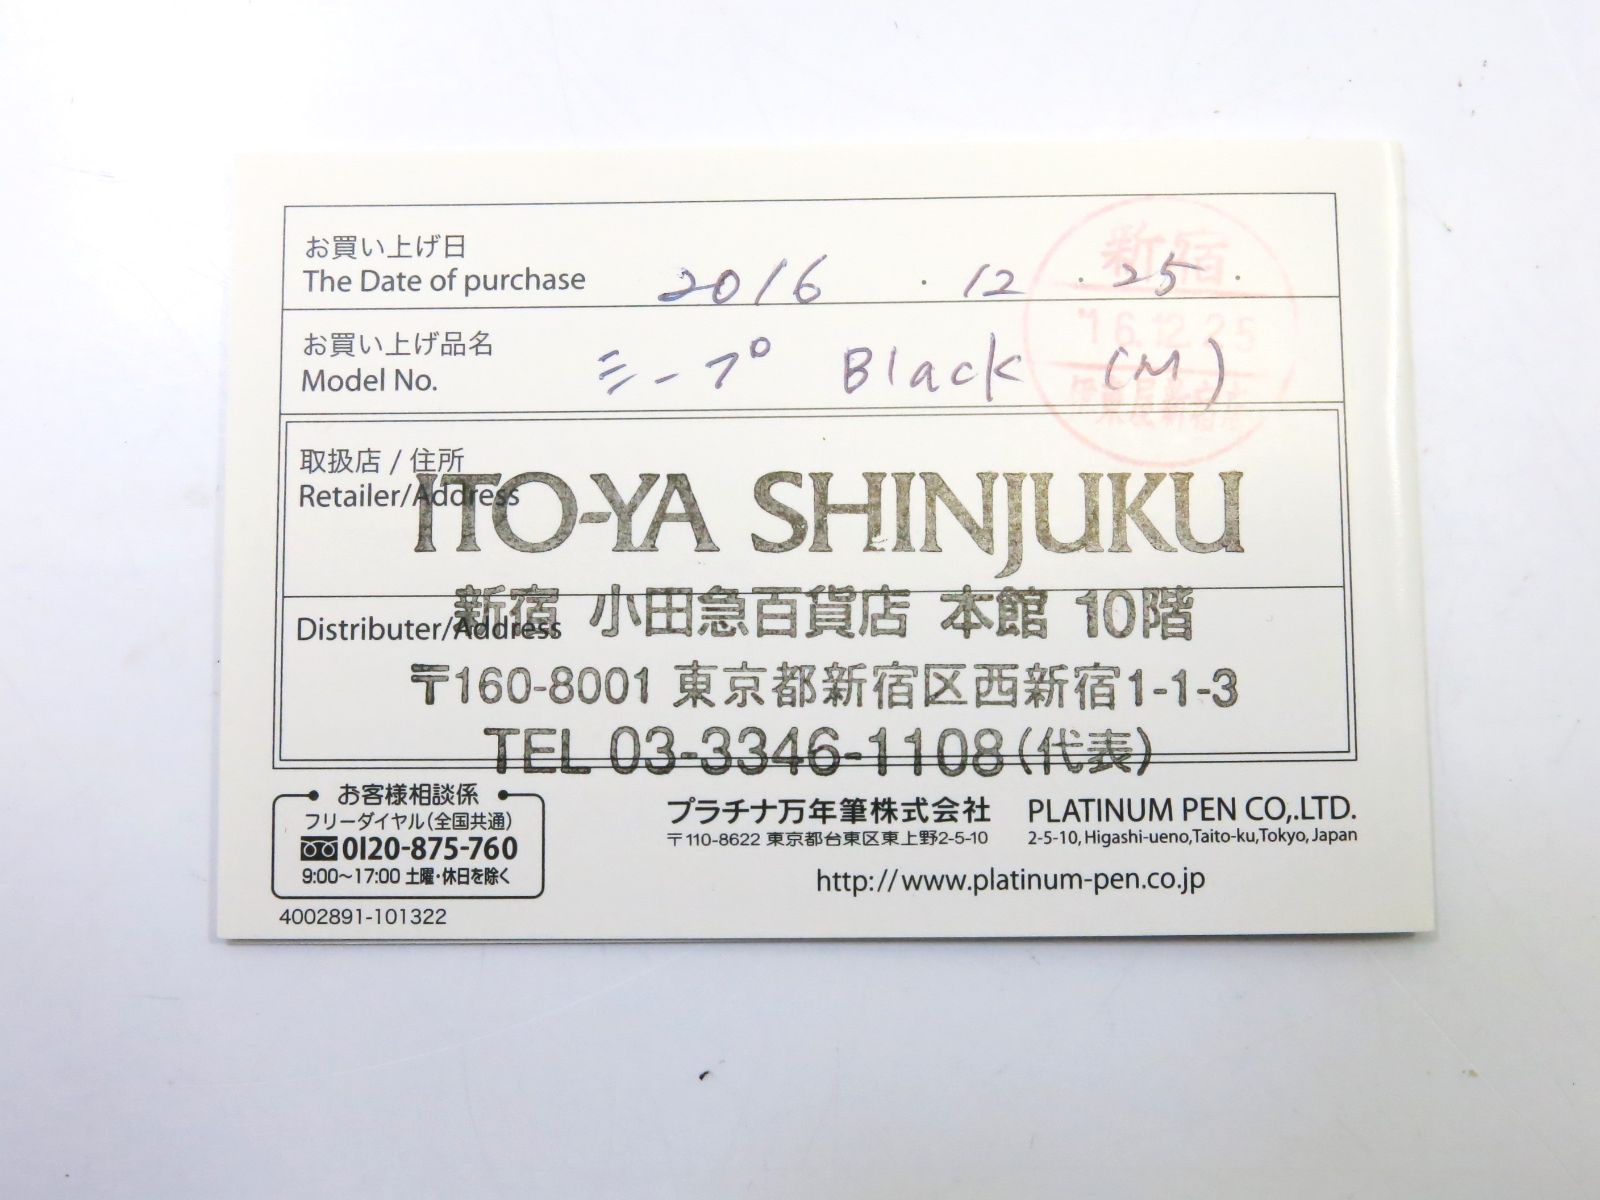 お買い上げ日
The Date of purchase 2016 . 12 . 25 .
新宿
'16.12.25
お買い上げ品名
Model No. シープ Black (M)
取扱店 / 住所
Retailer/Address
ITO-YA SHINJUKU
新宿 小田急百貨店 本館 10階
Distributer/Address
〒160-8001 東京都新宿区西新宿1-1-3
TEL 03-3346-1108(代表)
お客様相談係
フリーダイヤル(全国共通)
0120-875-760
9:00〜17:00 土曜・休日を除く
4002891-101322
プラチナ万年筆株式会社
〒110-8622 東京都台東区東上野2-5-10
PLATINUM PEN CO,.LTD.
2-5-10, Higashi-ueno,Taito-ku,Tokyo,Japan
http://www.platinum-pen.co.jp